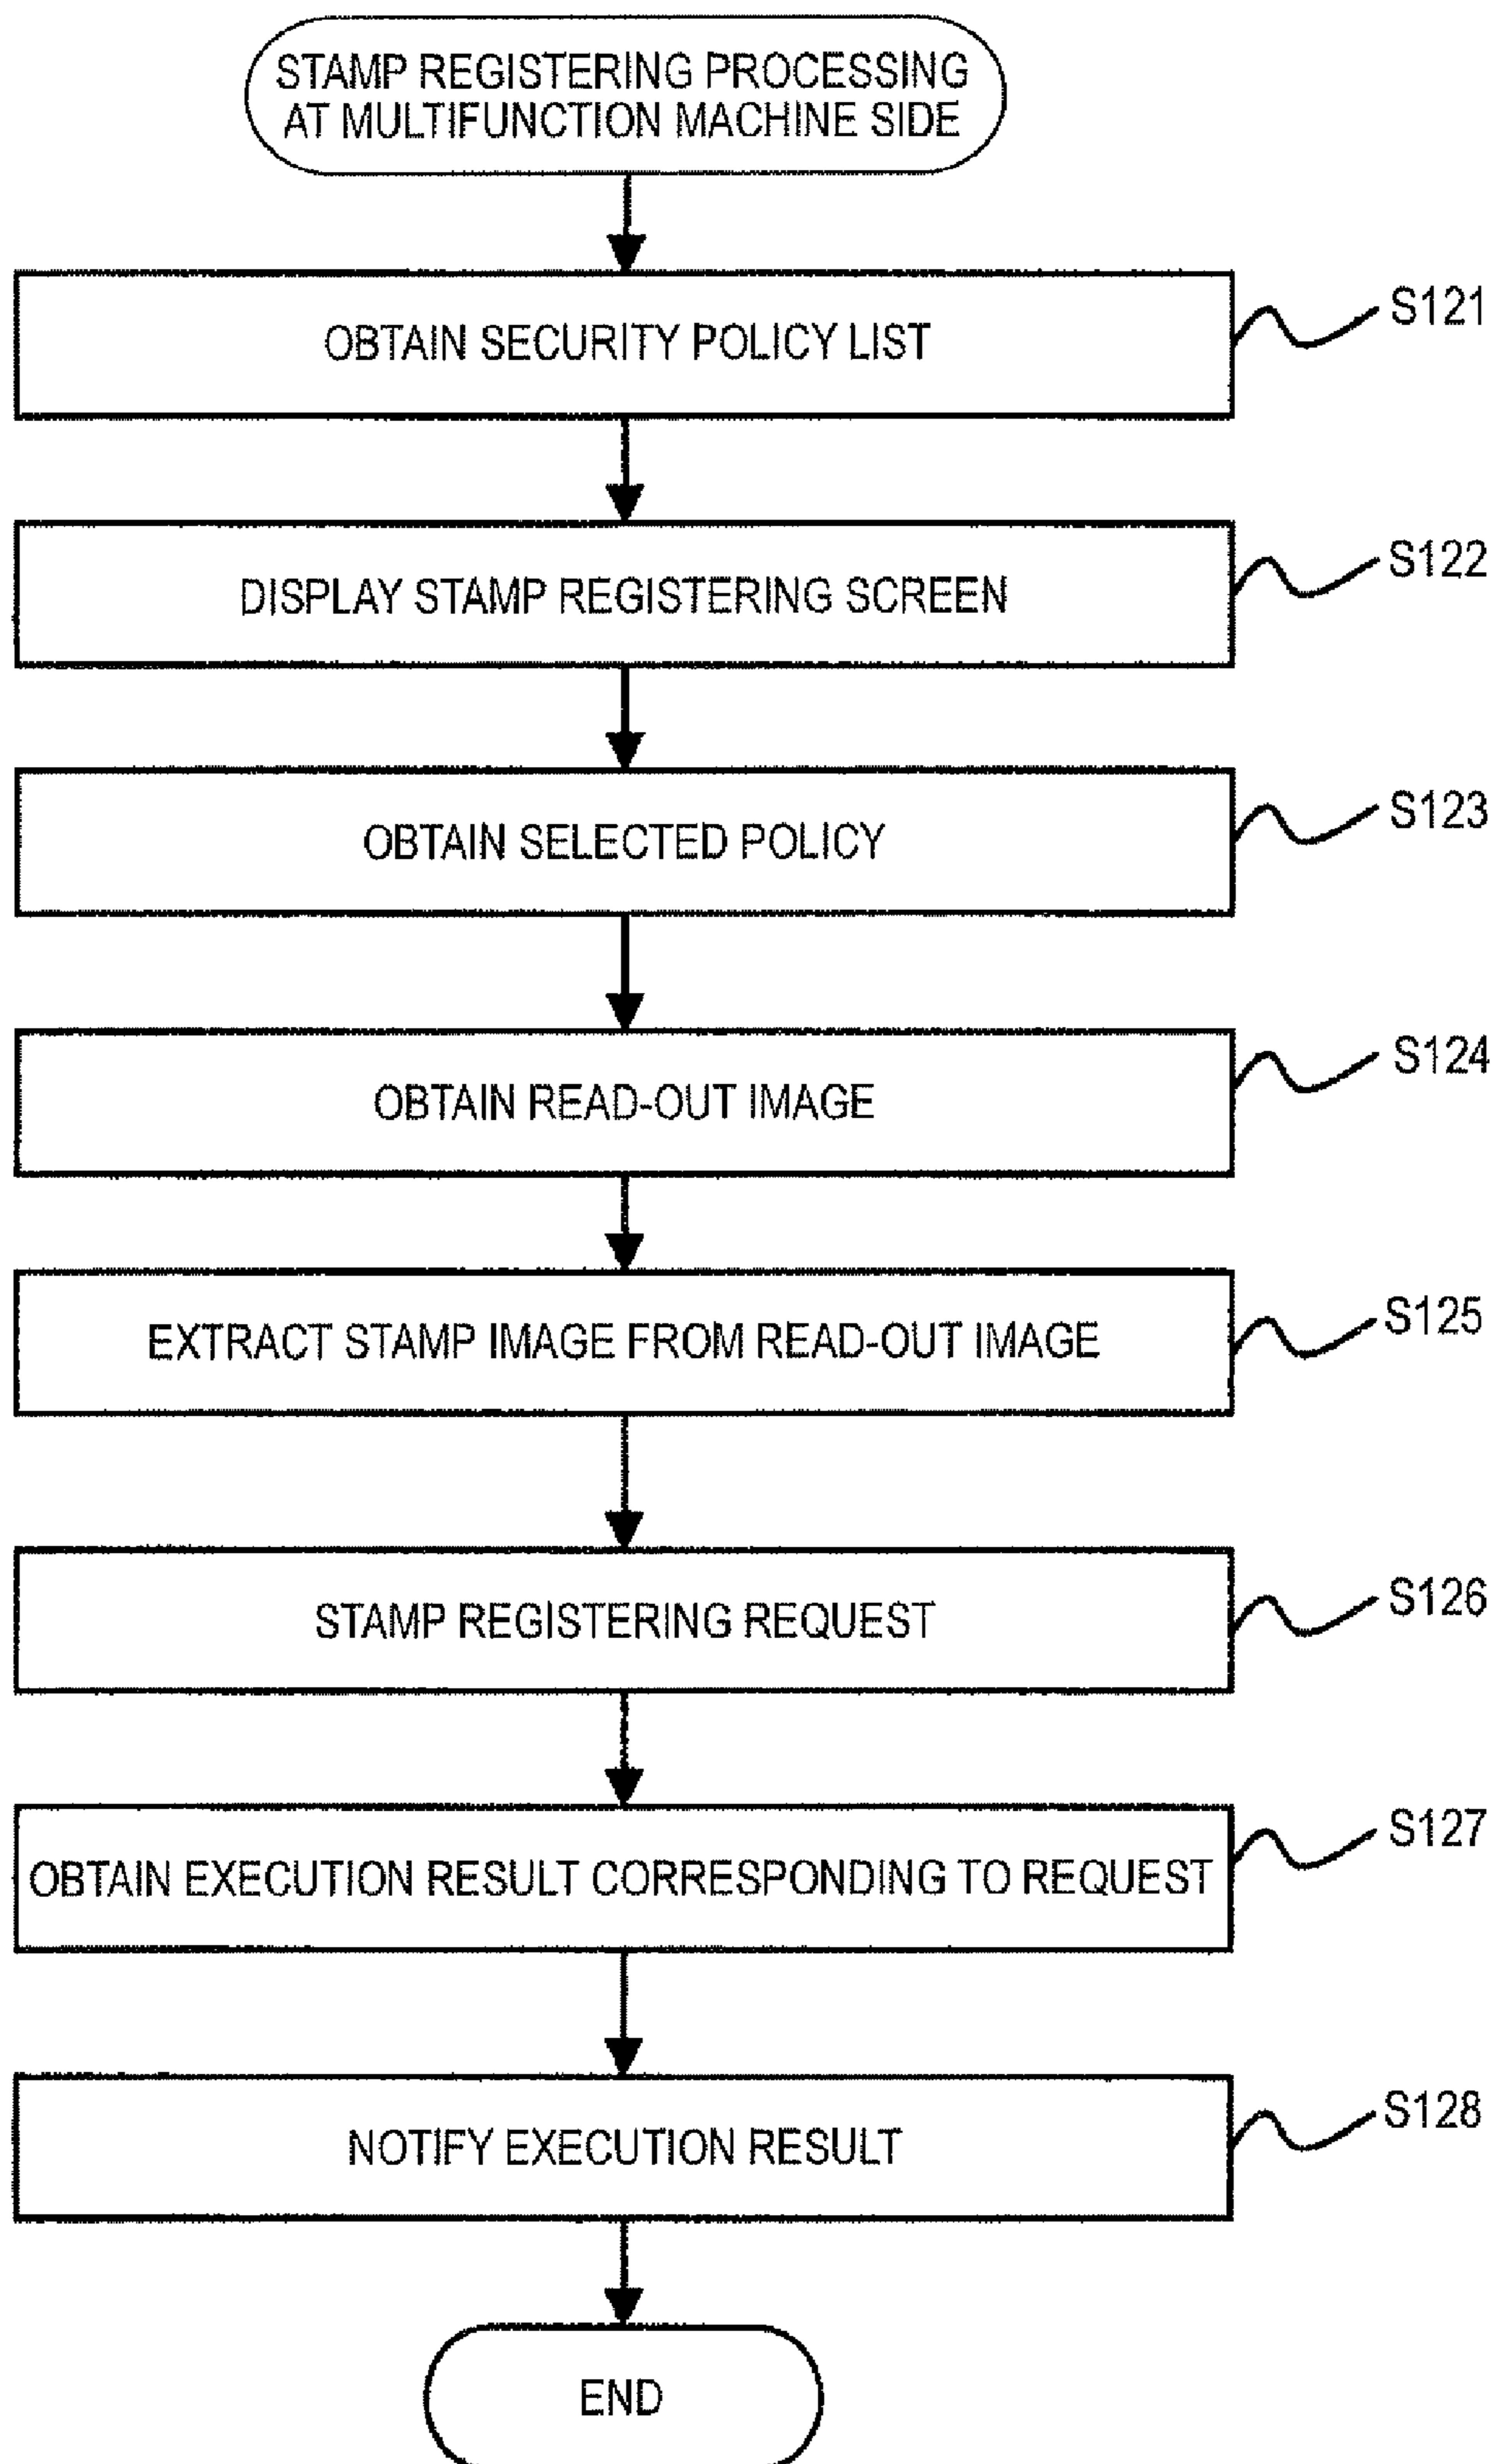 STAMP REGISTERING PROCESSING
AT MULTIFUNCTION MACHINE SIDE
OBTAIN SECURITY POLICY LIST
S121
DISPLAY STAMP REGISTERING SCREEN
S122
OBTAIN SELECTED POLICY
S123
OBTAIN READ-OUT IMAGE
S124
EXTRACT STAMP IMAGE FROM READ-OUT IMAGE
S125
STAMP REGISTERING REQUEST
S126
OBTAIN EXECUTION RESULT CORRESPONDING TO REQUEST
S127
NOTIFY EXECUTION RESULT
S128
END